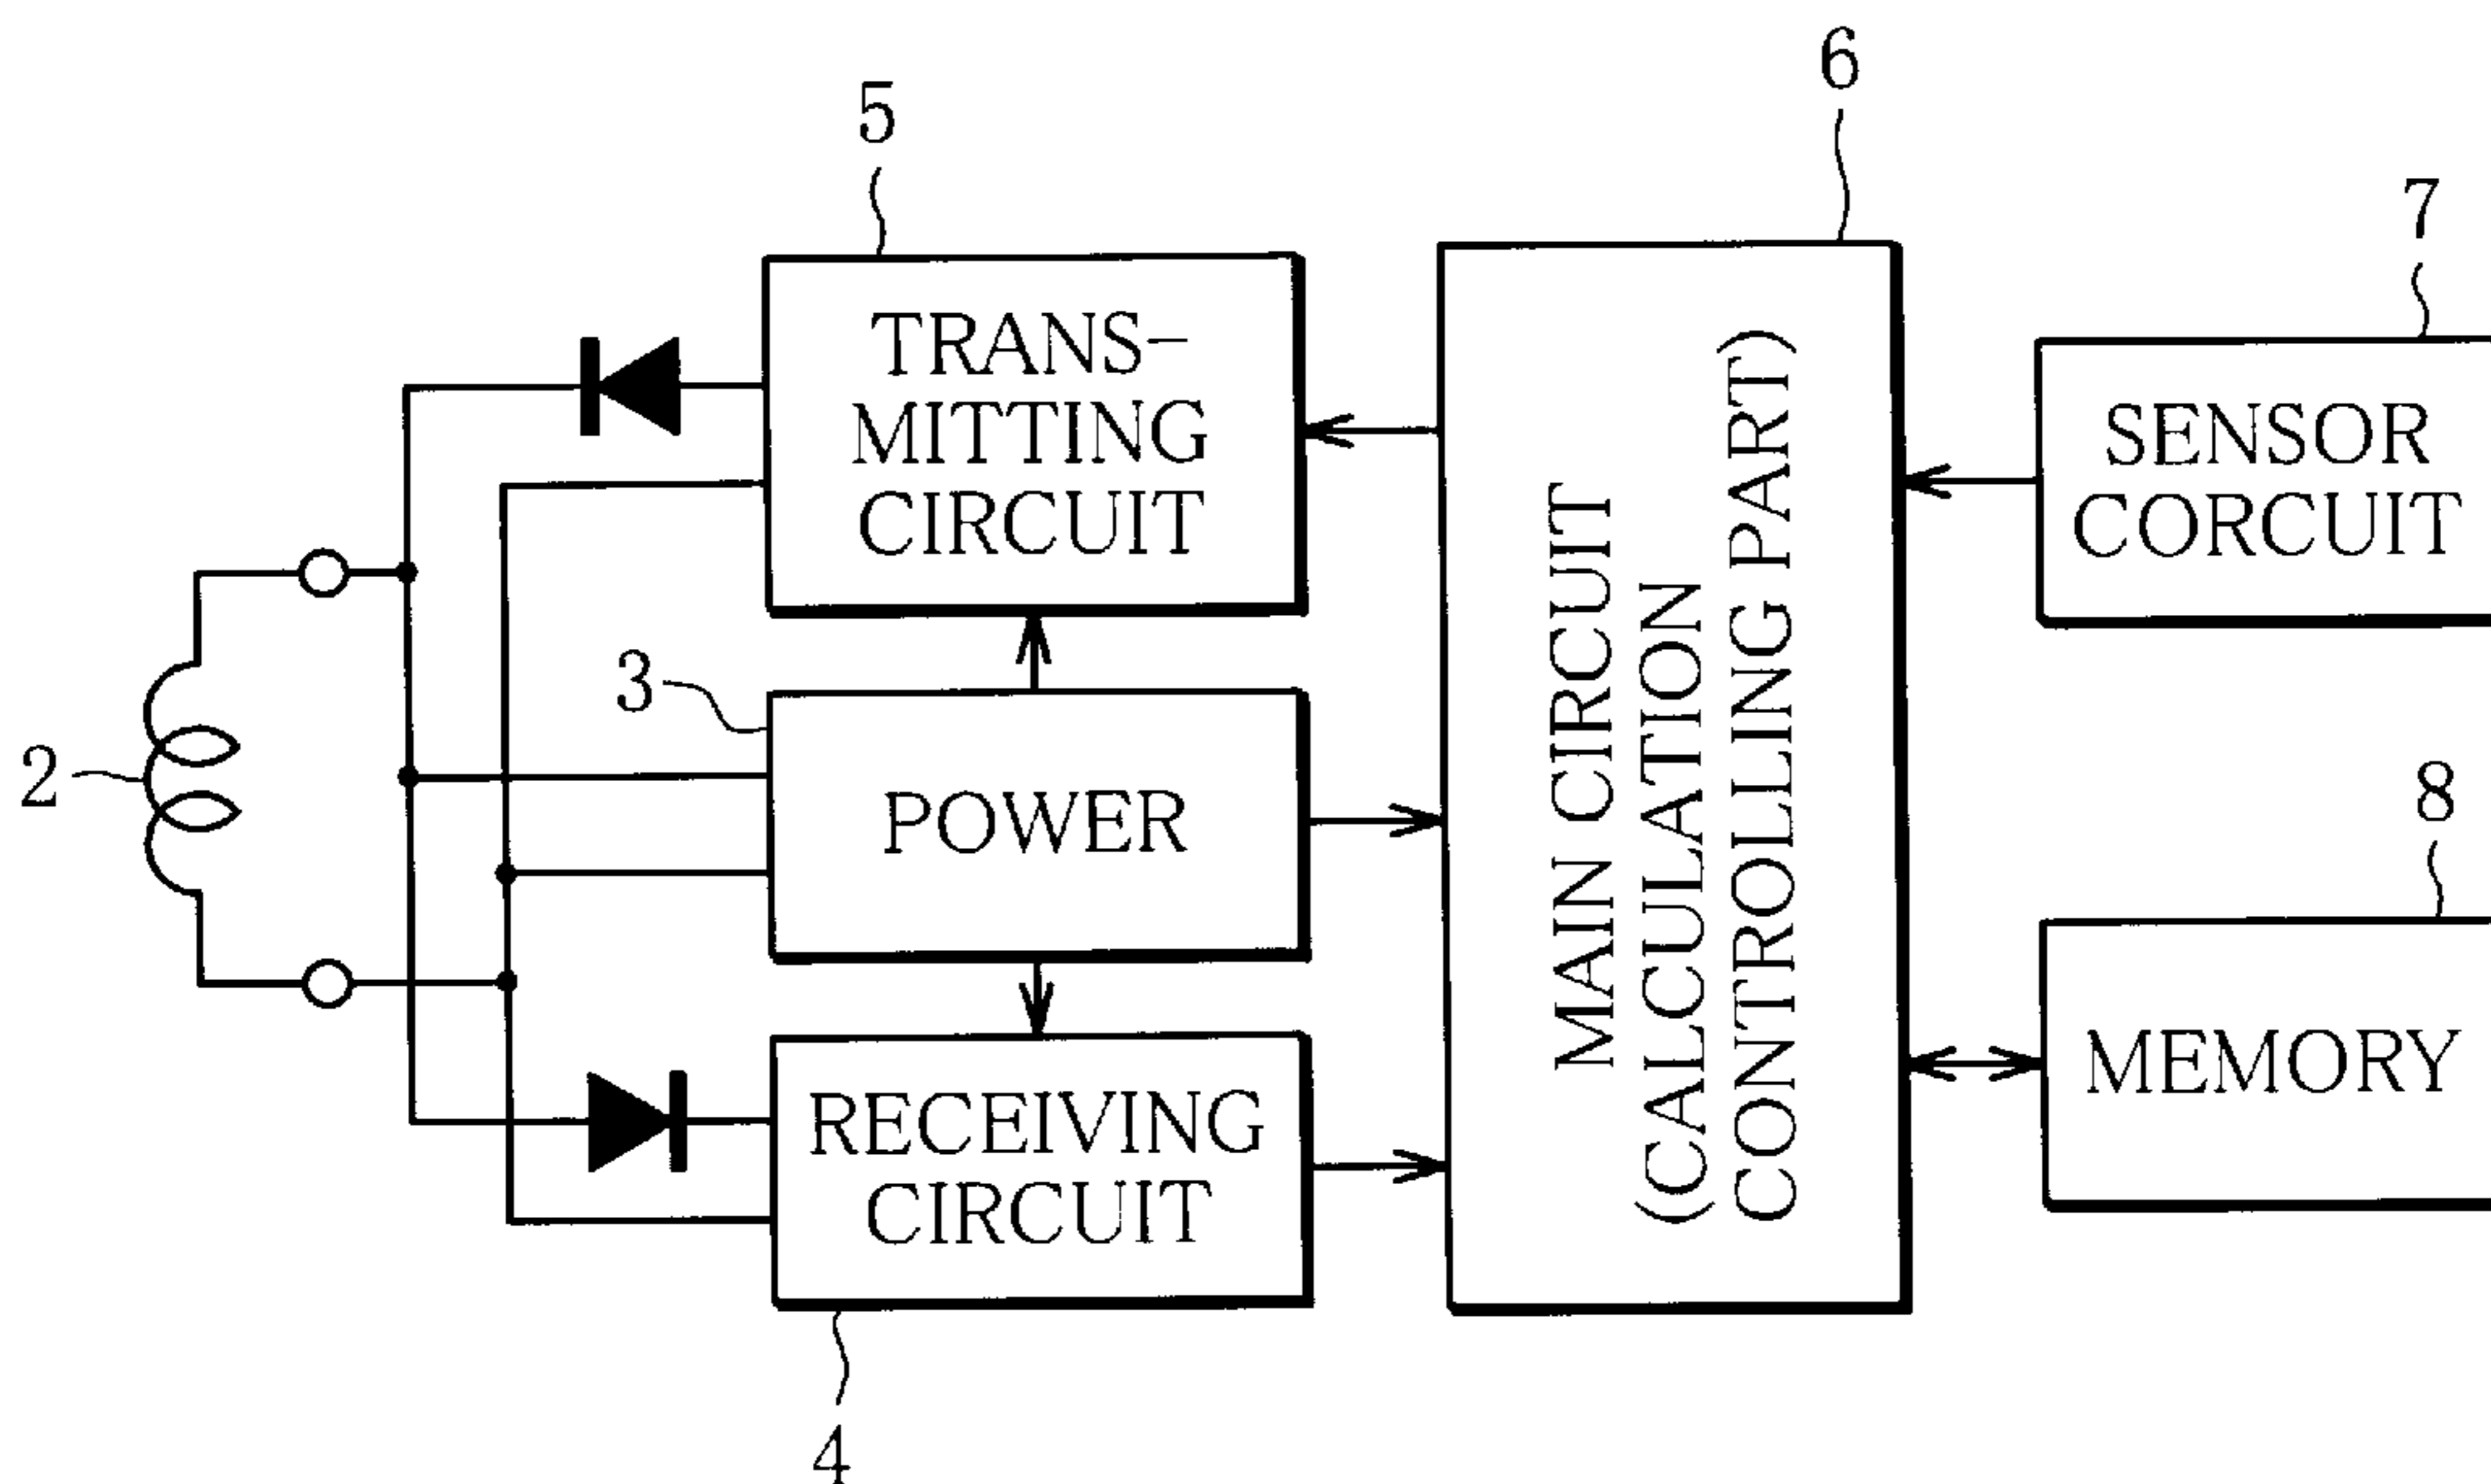 5
6
7
TRANS-
MITTING
CIRCUIT
SENSOR
CORCUIT
3
2
POWER
MAIN CIRCUIT
(CALCULATION
CONTROLLING PART)
8
MEMORY
RECEIVING
CIRCUIT
4